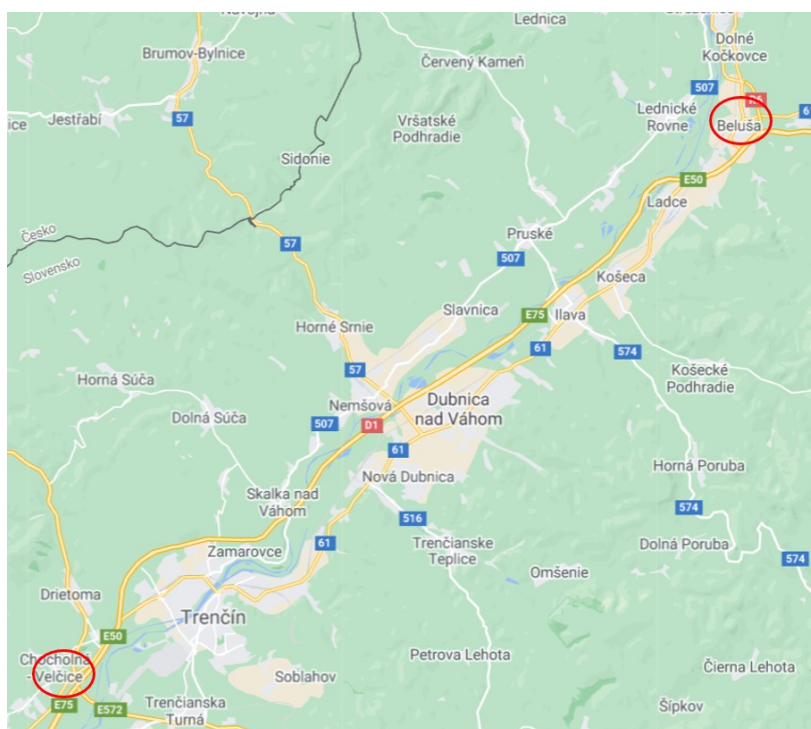 Lednica
Dolné
Kočkovce
Brumov-Bylnice
Červený Kameň
507
Lednické
Rovne
Beluša
57
Jestřabí
Vršatské
Podhradie
Sidonie
E50
Ladce
Česko
Slovensko
57
Pruské
507
Košeca
Slavnica
E75
Ilava
Horné Srnie
61
574
57
Košecké
Podhradie
Horná Súča
Dubnica
nad Váhom
Nemšová
Dolná Súča
507
D1
61
Nová Dubnica
Horná Poruba
Skalka nad
Váhom
516
574
61
Trenčianske
Teplice
Dolná Poruba
Zamarovce
574
Omšenie
Drietoma
Trenčín
E50
Chocholná
-Velčice
Petrova Lehota
Čierna Lehota
Soblahov
E75
E572
Trenčianska
Turná
Šípkov